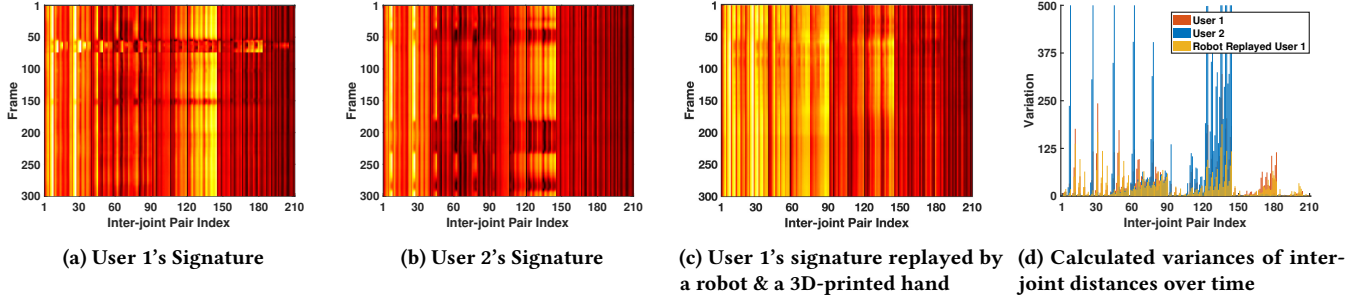 1
50
100
150
200
250
300
Frame
1 30 60 90 120 150 180 210
Inter-joint Pair Index
(a) User 1's Signature
1
50
100
150
200
250
300
Frame
1 30 60 90 120 150 180 210
Inter-joint Pair Index
(b) User 2's Signature
1
50
100
150
200
250
300
Frame
1 30 60 90 120 150 180 210
Inter-joint Pair Index
(c) User 1's signature replayed by
a robot & a 3D-printed hand
500
375
250
125
0
Variation
User 1
User 2
Robot Replayed User 1
1 30 60 90 120 150 180 210
Inter-joint Pair Index
(d) Calculated variances of inter-
joint distances over time